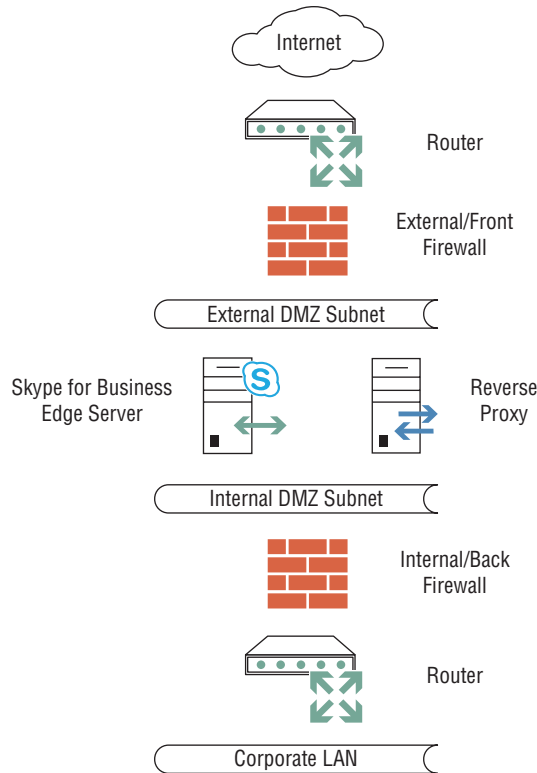 Internet
Router
External/Front
Firewall
External DMZ Subnet
Skype for Business
Edge Server
S
Reverse
Proxy
Internal DMZ Subnet
Internal/Back
Firewall
Router
Corporate LAN